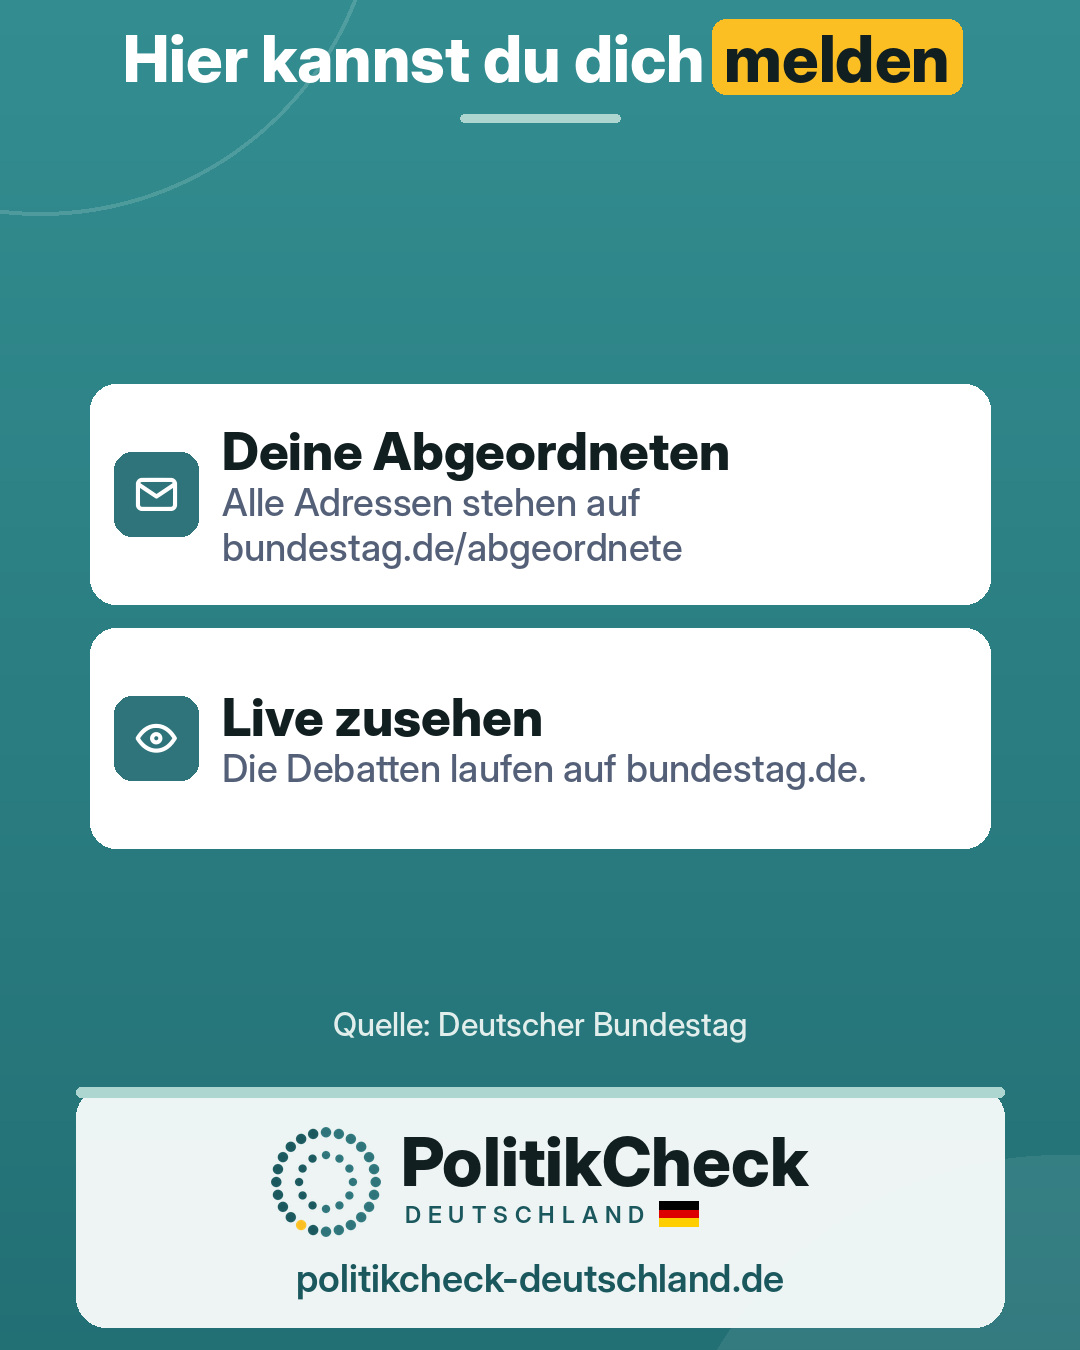 Hier kannst du dich melden
Deine Abgeordneten
Alle Adressen stehen auf
bundestag.de/abgeordnete
Live zusehen
Die Debatten laufen auf bundestag.de.
Quelle: Deutscher Bundestag
PolitikCheck
DEUTSCHLAND
politikcheck-deutschland.de